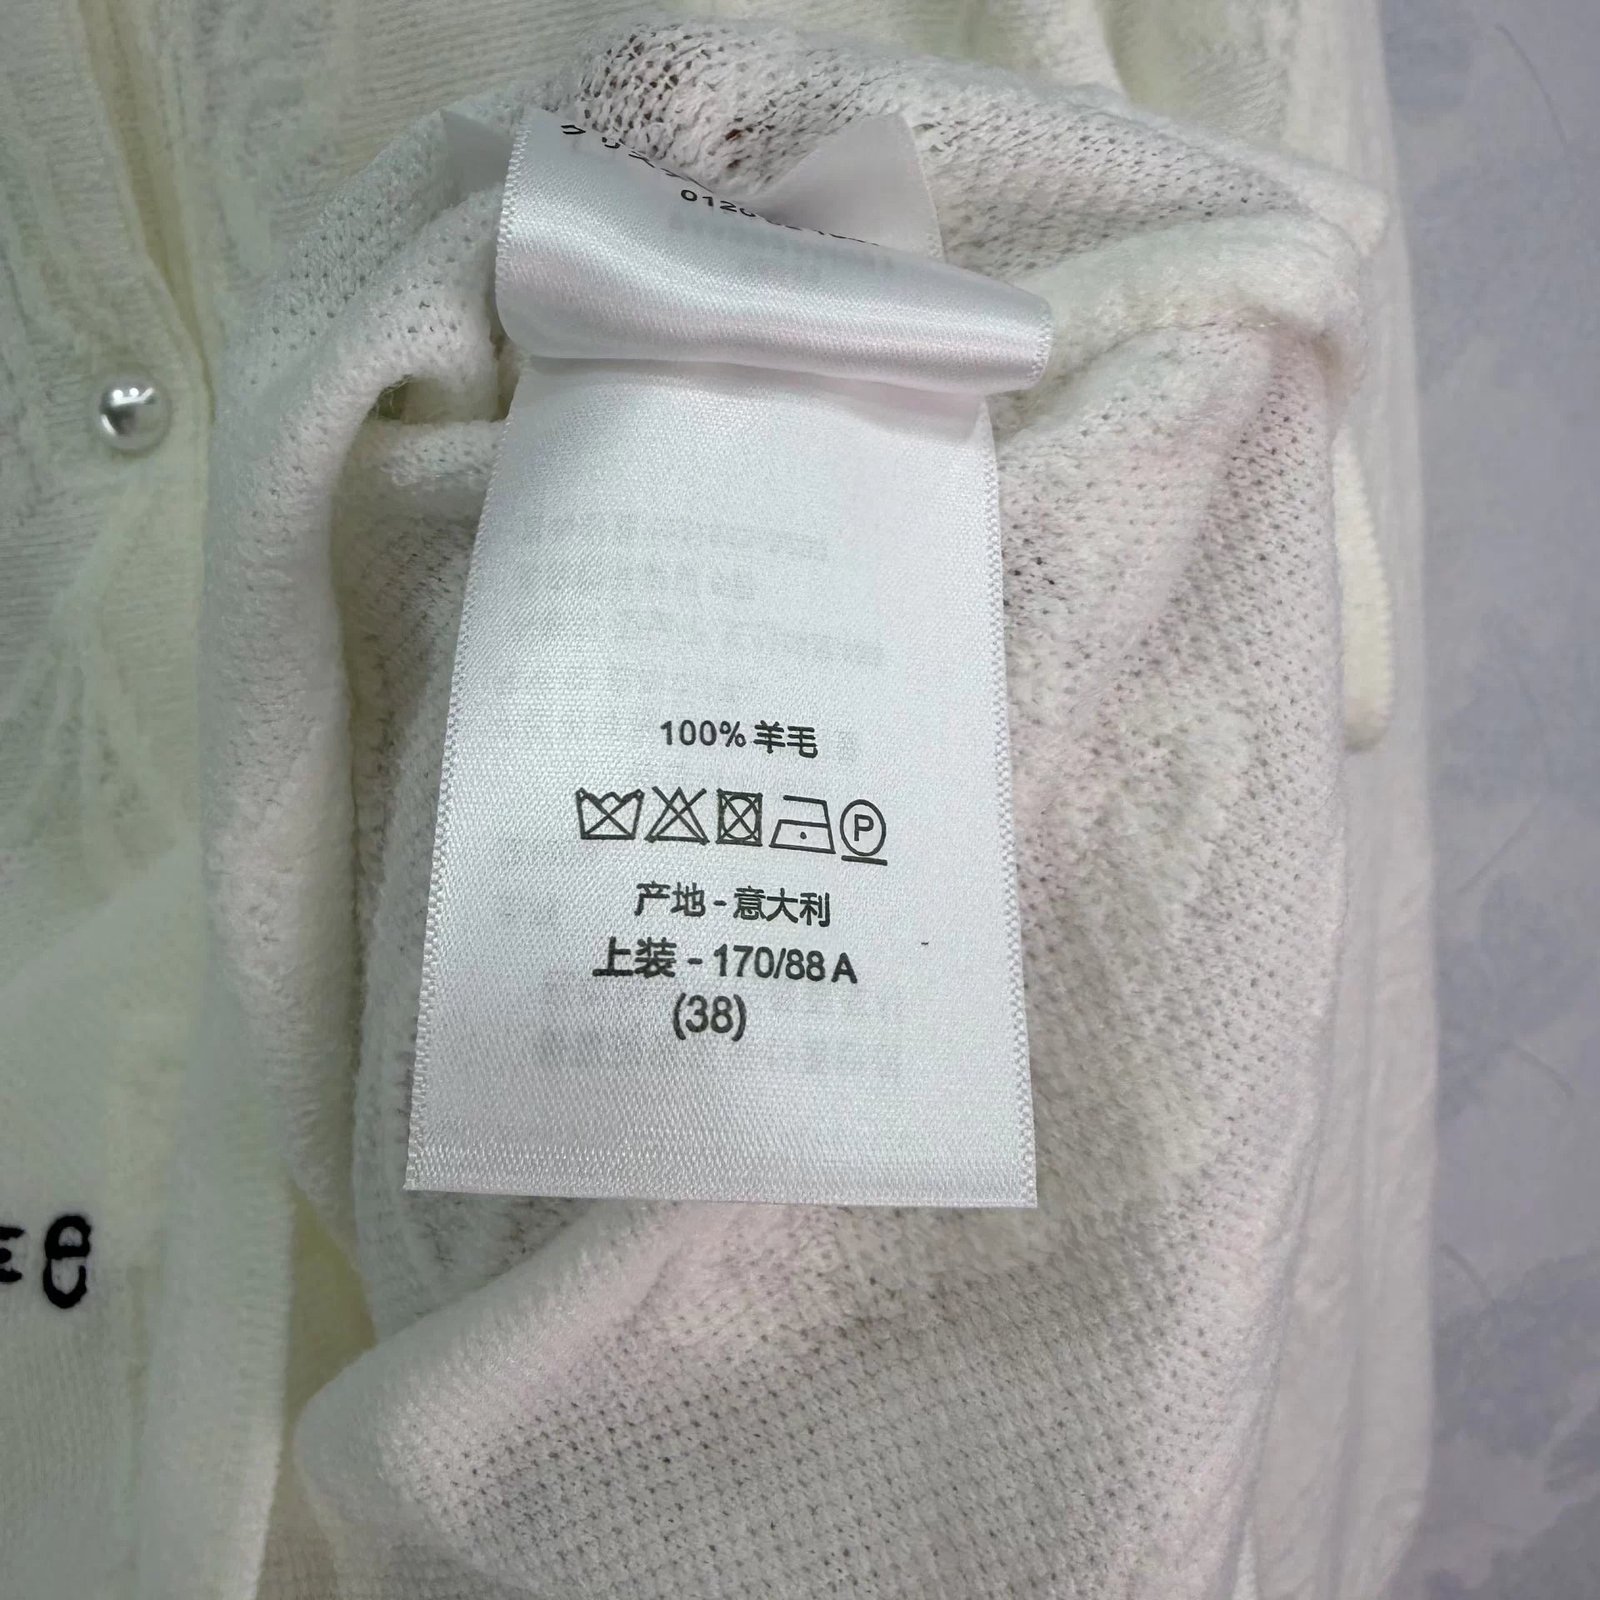 100% 羊毛
P
产地 - 意大利
上装 - 170/88 A
(38)